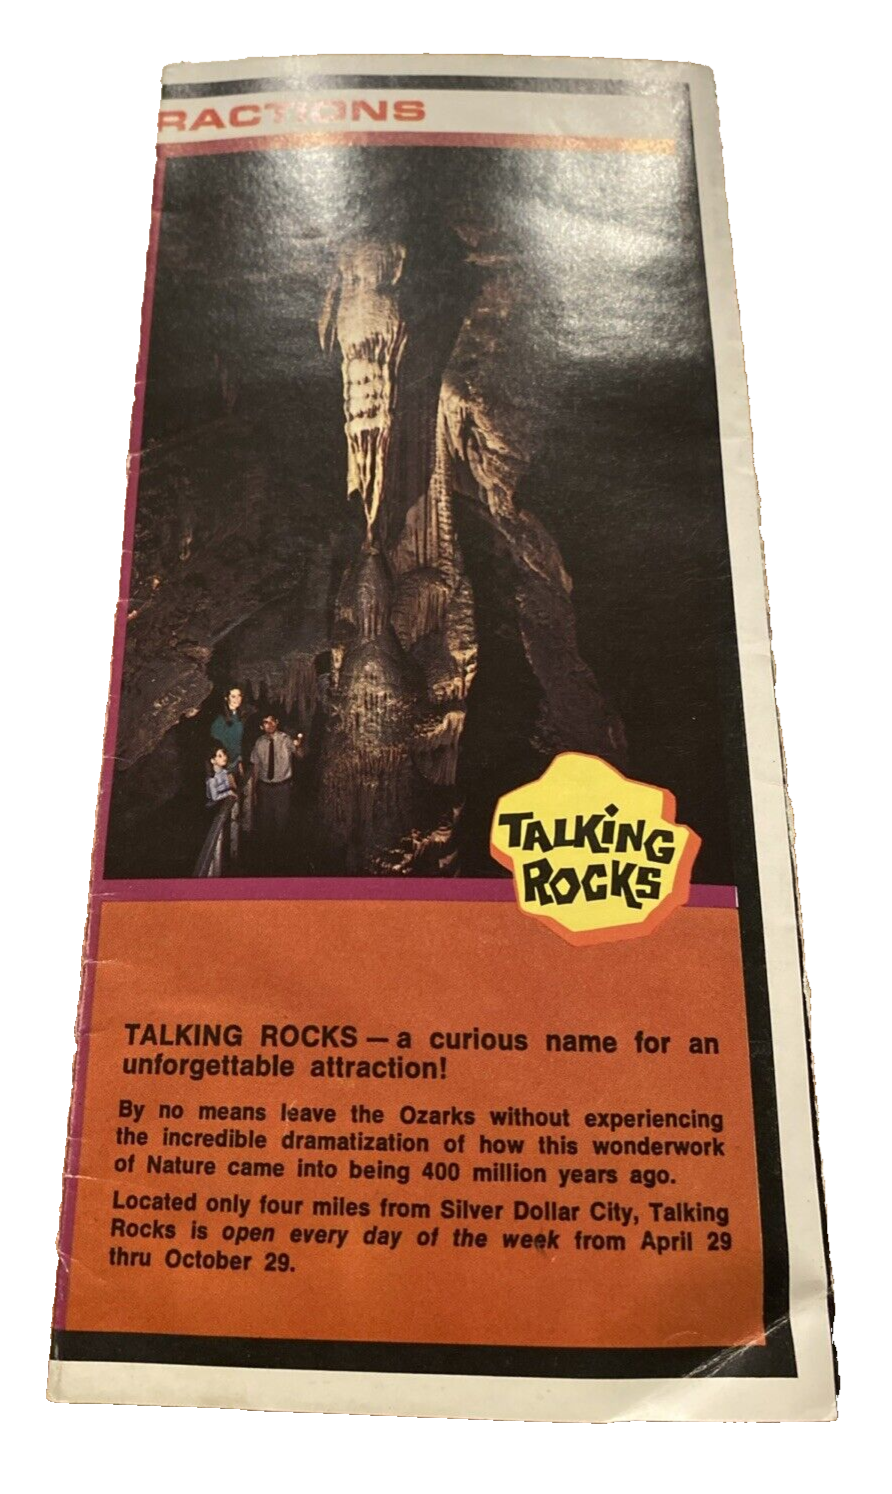 RACTIONS
TALKING
ROCKS
TALKING ROCKS — a curious name for an
unforgettable attraction!
By no means leave the Ozarks without experiencing
the incredible dramatization of how this wonderwork
of Nature came into being 400 million years ago.
Located only four miles from Silver Dollar City, Talking
Rocks is open every day of the week from April 29
thru October 29.